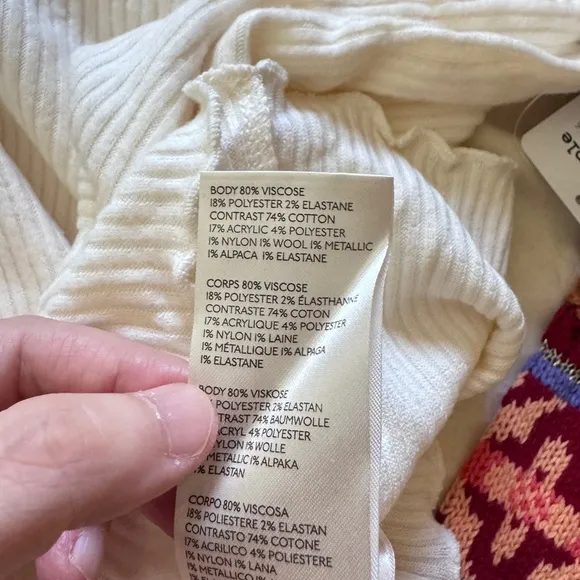 BODY 80% VISCOSE
18% POLYESTER 2% ELASTANE
CONTRAST 74% COTTON
17% ACRYLIC 4% POLYESTER
1% NYLON 1% WOOL 1% METALLIC
1% ALPACA 1% ELASTANE
CORPS 80% VISCOSE
18% POLYESTER 2% ÉLASTHANNE
CONTRASTE 74% COTON
17% ACRYLIQUE 4% POLYESTER
1% NYLON 1% LAINE
1% MÉTALLIQUE 1% ALPAGA
1% ELASTANE
BODY 80% VISKOSE
% POLYESTER 2% ELASTAN
NTRAST 74% BAUMWOLLE
% ACRYL 4% POLYESTER
NYLON 1% WOLLE
METALLIC 1% ALPAKA
1% ELASTAN
CORPO 80% VISCOSA
18% POLIESTERE 2% ELASTAN
CONTRASTO 74% COTONE
17% ACRILICO 4% POLIESTERE
1% NYLON 1% LANA